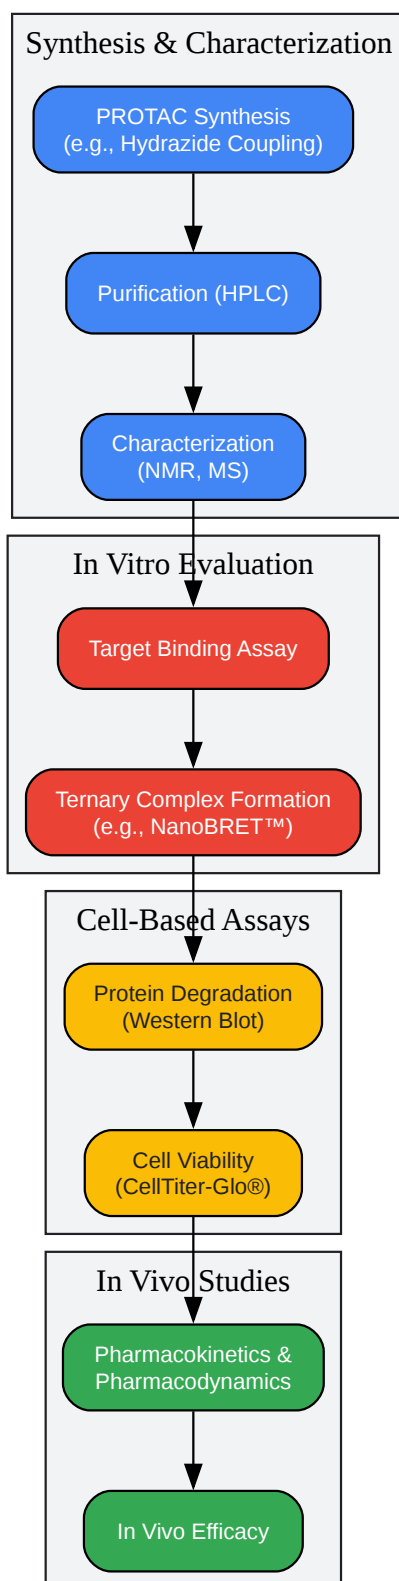 Synthesis & Characterization
PROTAC Synthesis
(e.g., Hydrazide Coupling)
Purification (HPLC)
Characterization
(NMR, MS)
In Vitro Evaluation
Target Binding Assay
Ternary Complex Formation
(e.g., NanoBRET™)
Cell-Based Assays
Protein Degradation
(Western Blot)
Cell Viability
(CellTiter-Glo®)
In Vivo Studies
Pharmacokinetics &
Pharmacodynamics
In Vivo Efficacy